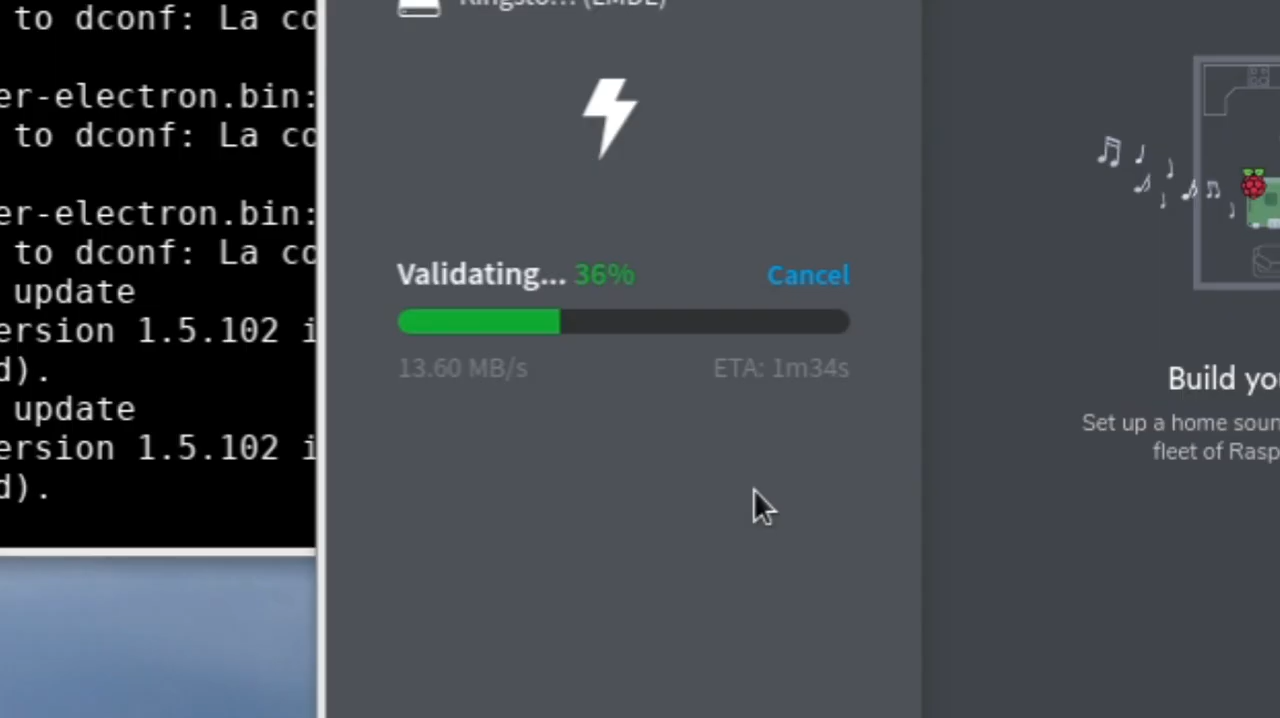 to dconf: La co
er-electron.bin:
to dconf: La co
er-electron.bin:
to dconf: La co
update
ersion 1.5.102 i
d).
update
ersion 1.5.102 i
d).
Validating... 36%
Cancel
13.60 MB/s
ETA: 1m34s
Build yo
Set up a home soun
fleet of Rasp